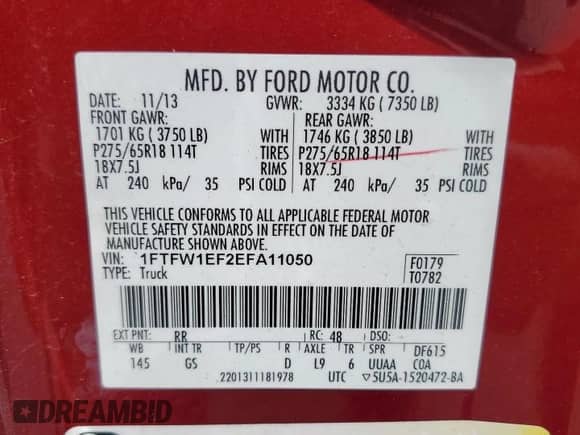 MFD. BY FORD MOTOR CO.
DATE: 11/13 GVWR: 3334 KG ( 7350 LB)
FRONT GAWR: REAR GAWR:
1701 KG ( 3750 LB) WITH 1746 KG ( 3850 LB) WITH
P275/65R18 114T TIRES P275/65R18 114T TIRES
18X7.5J RIMS 18X7.5J RIMS
AT 240 kPa/ 35 PSI COLD AT 240 kPa/ 35 PSI COLD
THIS VEHICLE CONFORMS TO ALL APPLICABLE FEDERAL MOTOR
VEHICLE SAFETY STANDARDS IN EFFECT ON THE DATE OF
MANUFACTURE SHOWN ABOVE.
VIN: 1FTFW1EF2EFA11050 F0179
TYPE: Truck T0782
EXT PNT: RR RC: 48 DSO:
WB INT TR TP/PS R AXLE TR SPR DF615
145 GS D L9 6 UUAA COA
2201311181978 UTC ▽5U5A-1520472-BA
DREAMBID